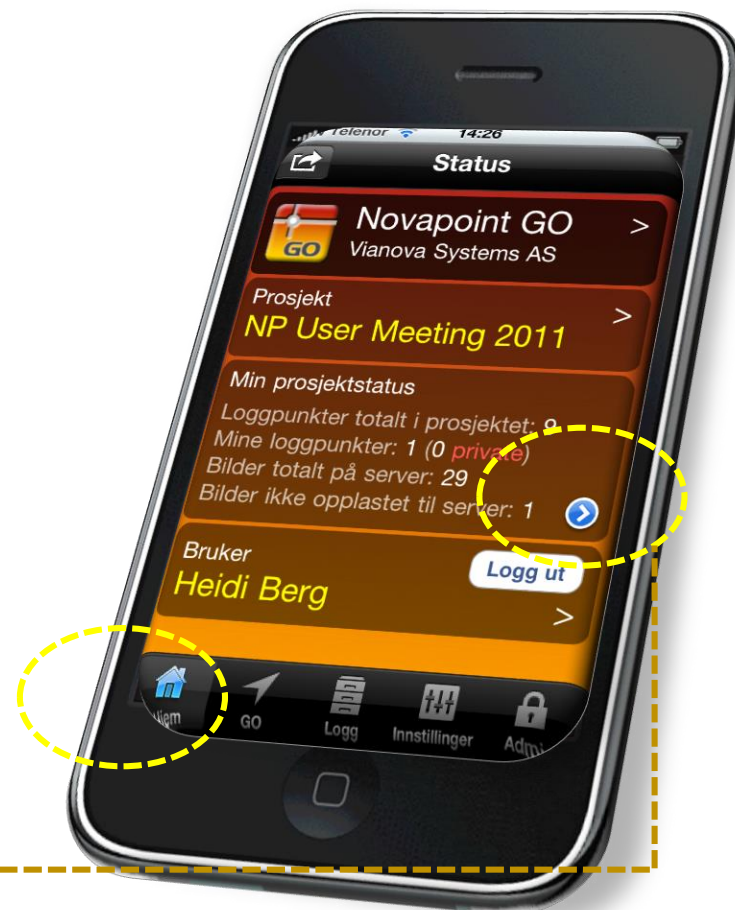 Telenor 14:26
Status
GO
Novapoint GO >
Vianova Systems AS
Prosjekt >
NP User Meeting 2011
Min prosjektstatus
Loggpunkter totalt i prosjektet: 9
Mine loggpunkter: 1 (0 private)
Bilder totalt på server: 29
Bilder ikke opplastet til server: 1
Bruker
Logg ut
Heidi Berg >
Hjem GO Logg Innstillinger